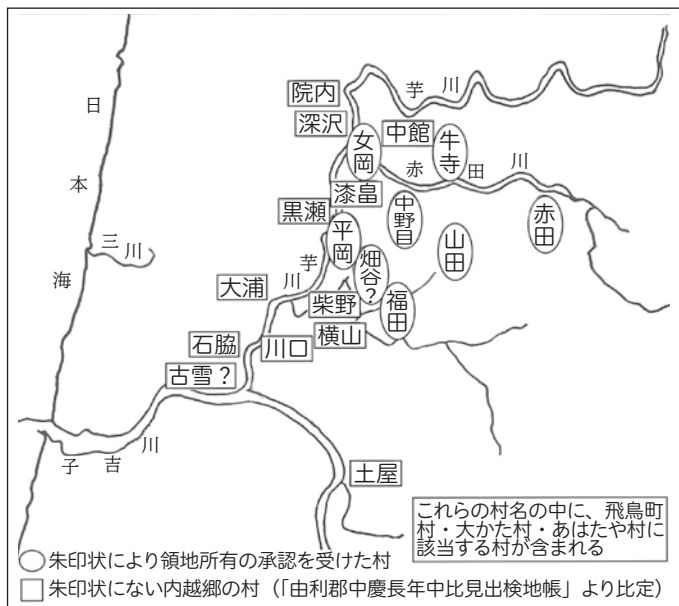 日本海
三川
芋川
院内
深沢
女岡
中館
牛寺
赤田川
漆畠
黒瀬
中野目
赤田
平岡
山田
芋川
畑谷?
大浦
柴野
福田
横山
石脇
川口
古雪?
子吉川
土屋
これらの村名の中に、飛鳥町
村・大かた村・あはたや村に
該当する村が含まれる
朱印状により領地所有の承認を受けた村
朱印状にない内越郷の村(「由利郡中慶長年中比見出検地帳」より比定)